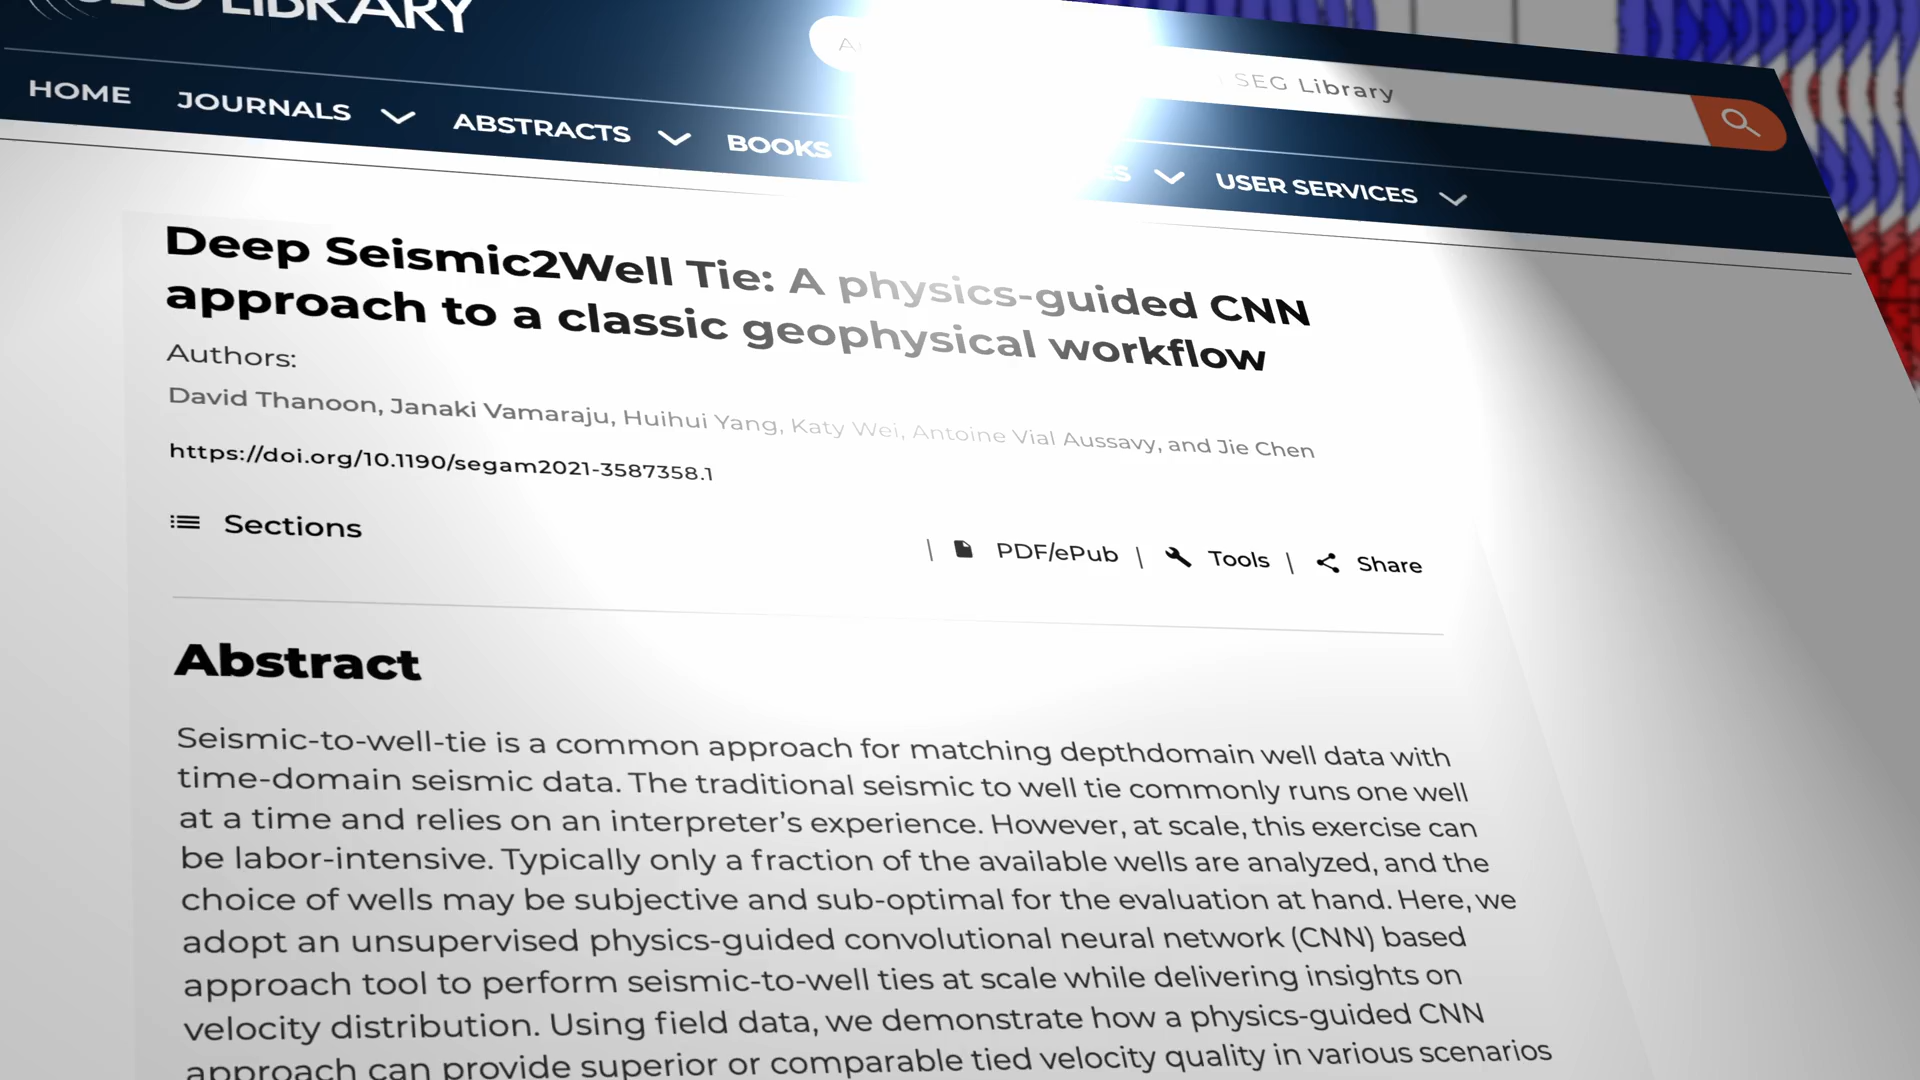 LIBRARY
SEG Library
HOME JOURNALS ABSTRACTS BOOKS USER SERVICES
Deep Seismic2Well Tie: A physics-guided CNN
approach to a classic geophysical workflow
Authors:
David Thanoon, Janaki Vamaraju, Huihui Yang, Katy Wei, Antoine Vial Aussavy, and Jie Chen
https://doi.org/10.1190/segam2021-3587358.1
Sections
| PDF/ePub | Tools | Share
Abstract
Seismic-to-well-tie is a common approach for matching depthdomain well data with
time-domain seismic data. The traditional seismic to well tie commonly runs one well
at a time and relies on an interpreter’s experience. However, at scale, this exercise can
be labor-intensive. Typically only a fraction of the available wells are analyzed, and the
choice of wells may be subjective and sub-optimal for the evaluation at hand. Here, we
adopt an unsupervised physics-guided convolutional neural network (CNN) based
approach tool to perform seismic-to-well ties at scale while delivering insights on
velocity distribution. Using field data, we demonstrate how a physics-guided CNN
approach can provide superior or comparable tied velocity quality in various scenarios